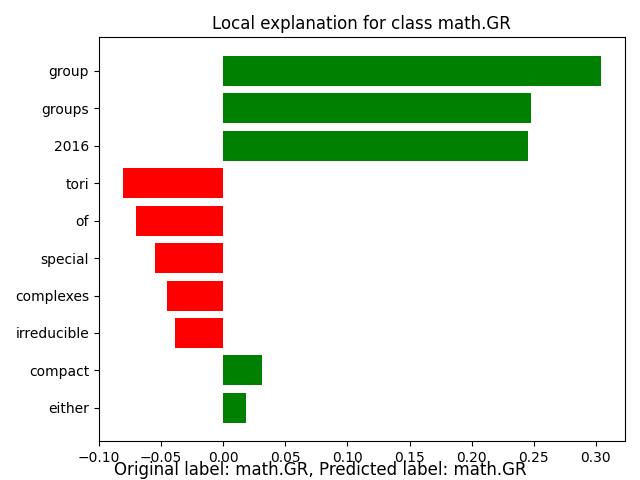 Local explanation for class math.GR
group
groups
2016
tori
of
special
complexes
irreducible
compact
either
−0.10 −0.05 0.00 0.05 0.10 0.15 0.20 0.25 0.30
Original label: math.GR, Predicted label: math.GR